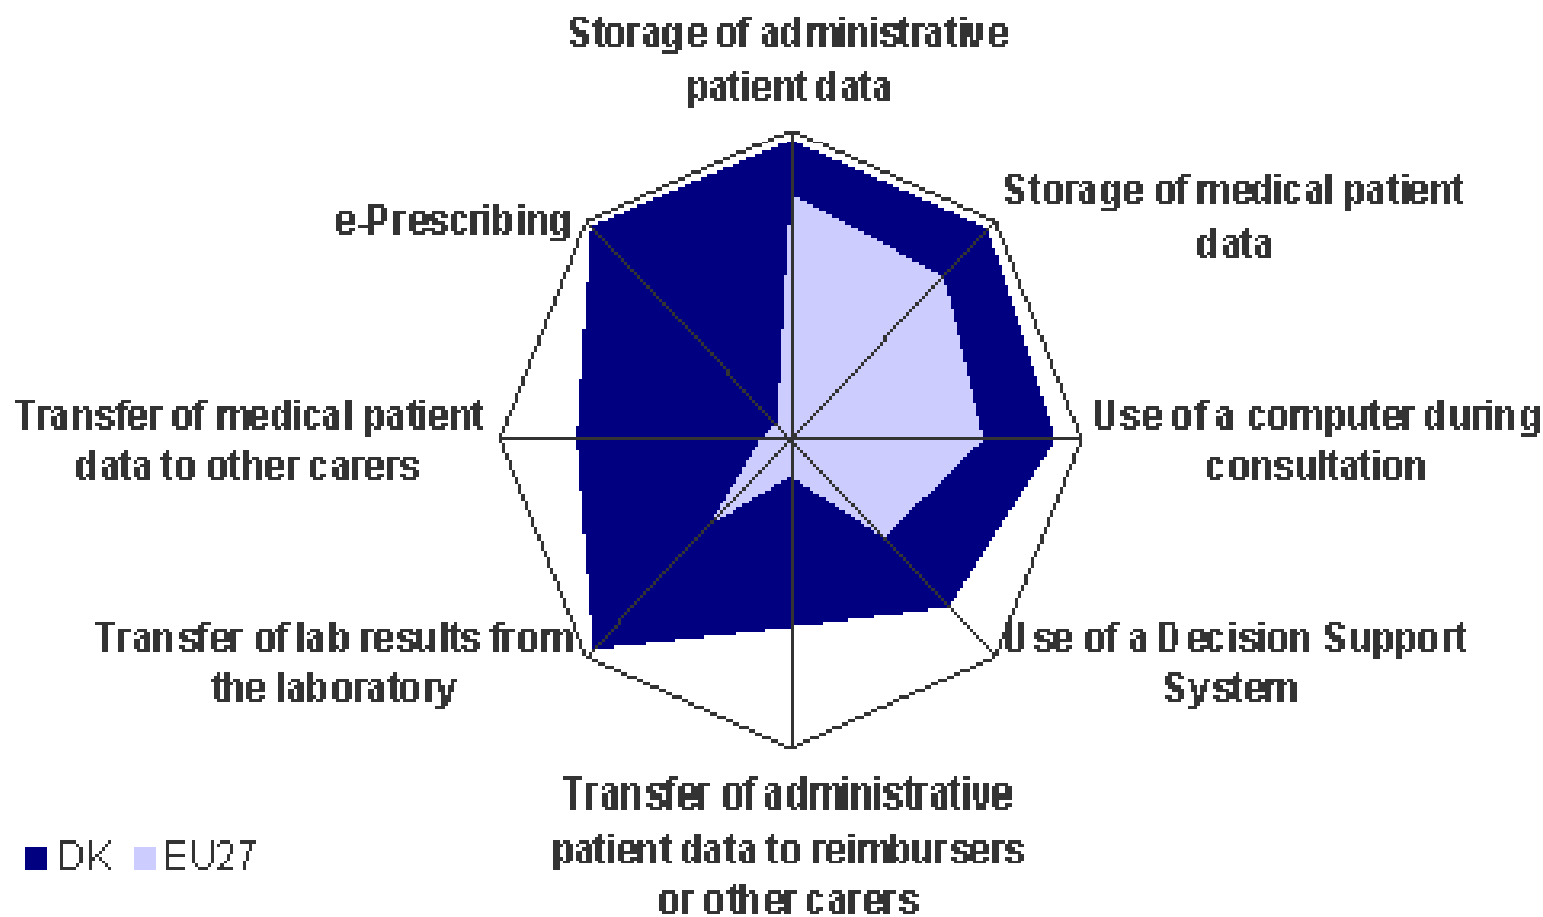 Storage of administrative
patient data
Storage of medical patient
data
e-Prescribing
Transfer of medical patient
data to other carers
Use of a computer during
consultation
Transfer of lab results from
the laboratory
Use of a Decision Support
System
Transfer of administrative
patient data to reimbursers
or other carers
DK EU27